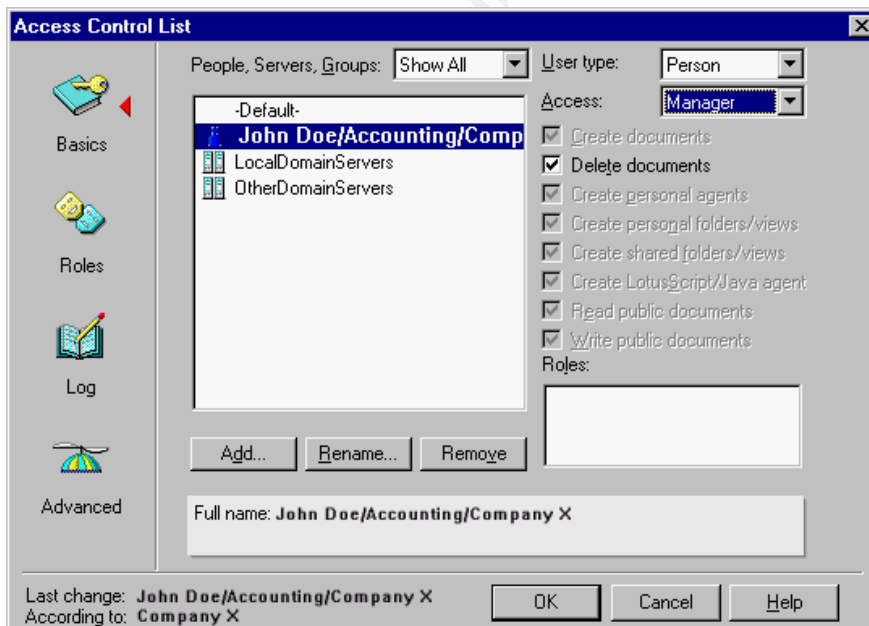 Access Control List
People, Servers, Groups: Show All
User type: Person
Access: Manager
Basics
Roles
Log
Advanced
-Default-
John Doe/Accounting/Comp
LocalDomainServers
OtherDomainServers
Create documents
Delete documents
Create personal agents
Create personal folders/views
Create shared folders/views
Create LotusScript/Java agent
Read public documents
Write public documents
Roles:
Add... Rename... Remove
Full name: John Doe/Accounting/Company X
Last change: John Doe/Accounting/Company X
According to: Company X
OK Cancel Help